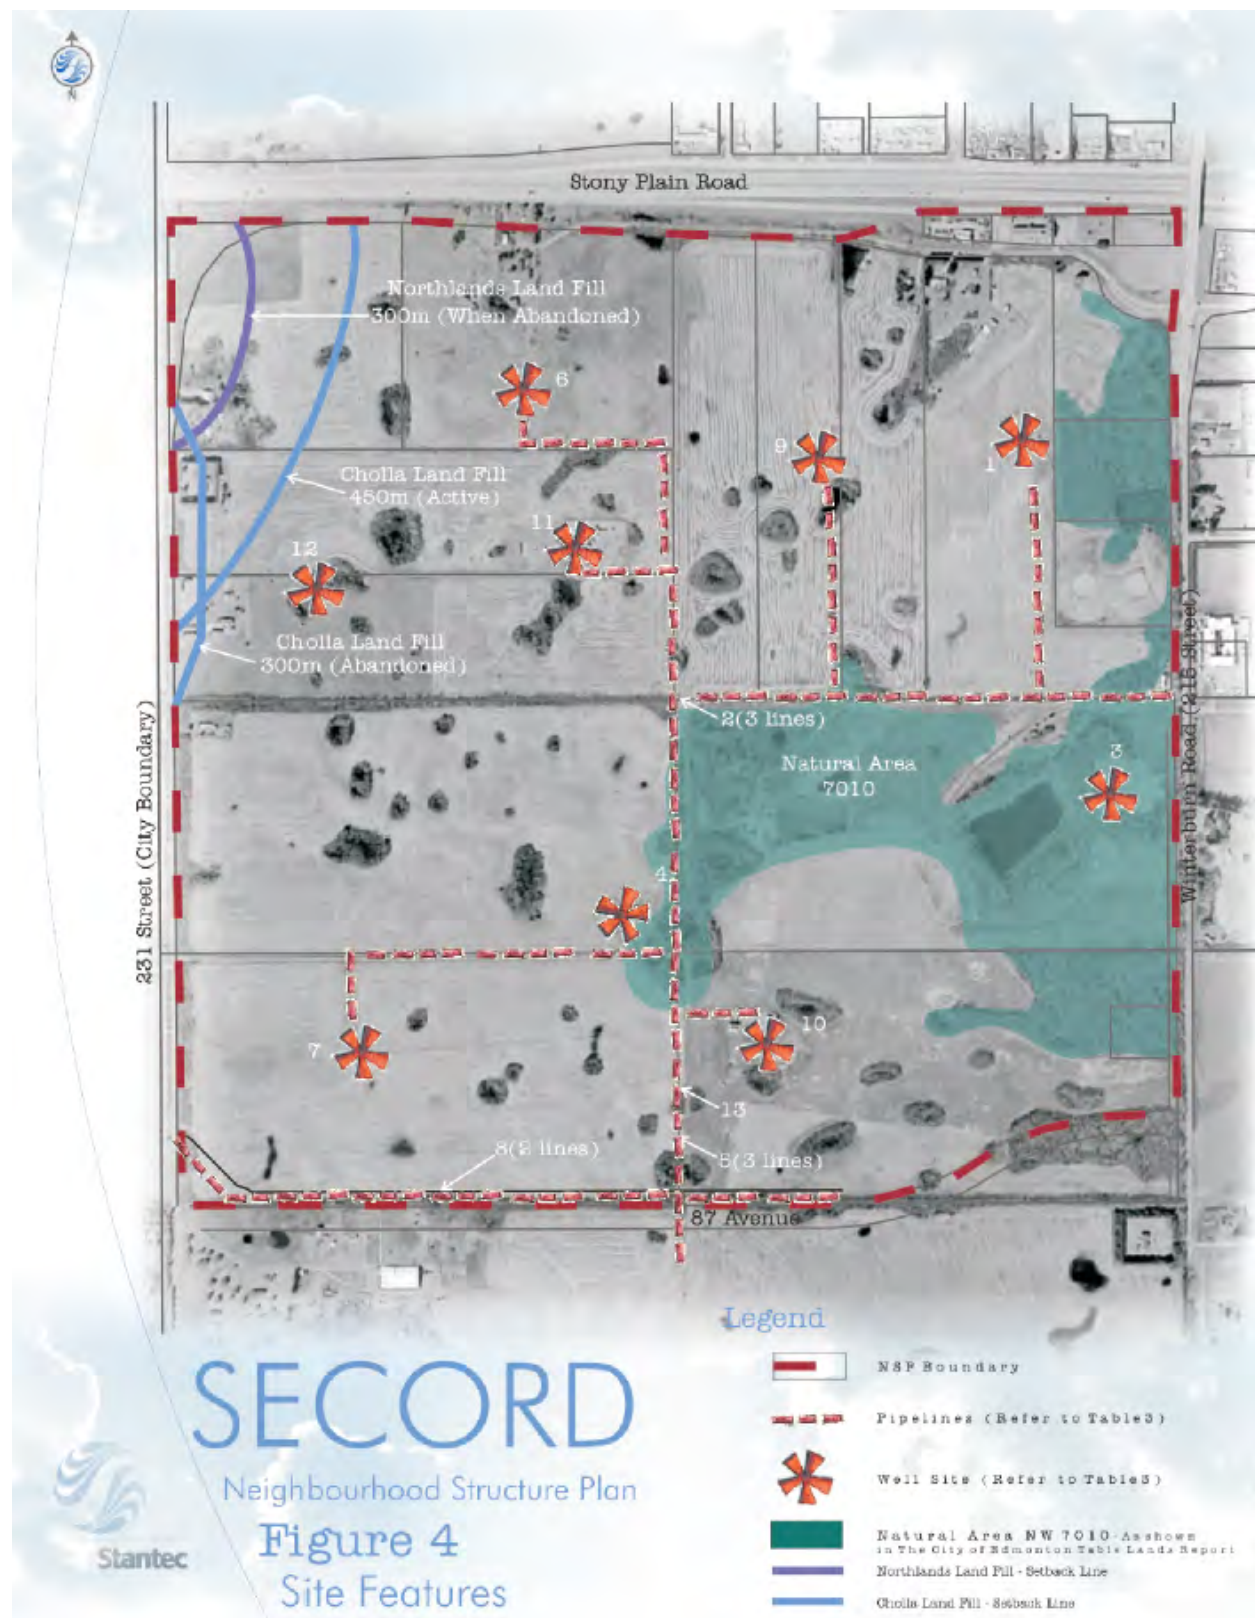 N
Stony Plain Road
Northlands Land Fill
300m (When Abandoned)
6
9
1
Cholla Land Fill
450m (Active)
11
12
Cholla Land Fill
300m (Abandoned)
2(3 lines)
Natural Area
7010
3
Winterburn Road (215 Street)
231 Street (City Boundary)
4
7
10
13
8(2 lines)
5(3 lines)
87 Avenue
Legend
NSP Boundary
Pipelines (Refer to Table3)
Well Site (Refer to Table3)
Natural Area NW 7010-As shown
in The City of Edmonton Table Lands Report
Northlands Land Fill - Setback Line
Cholla Land Fill - Setback Line
SECORD
Neighbourhood Structure Plan
Figure 4
Site Features
Stantec